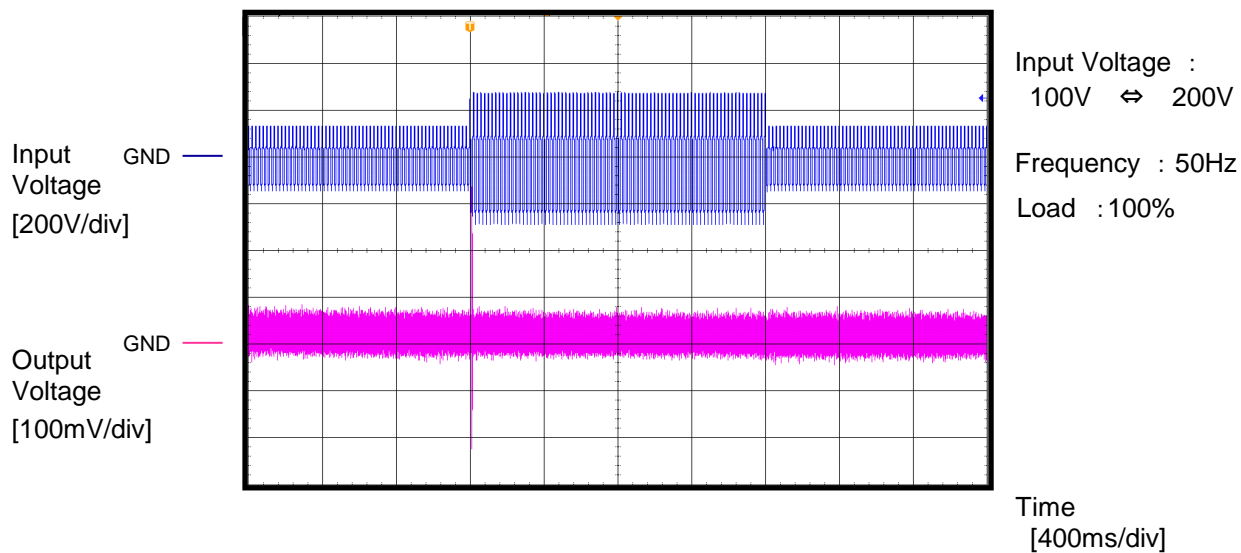 T
Input Voltage :
100V ⇔ 200V
Input
Voltage
[200V/div]
GND
Frequency : 50Hz
Load :100%
Output
Voltage
[100mV/div]
GND
Time
[400ms/div]